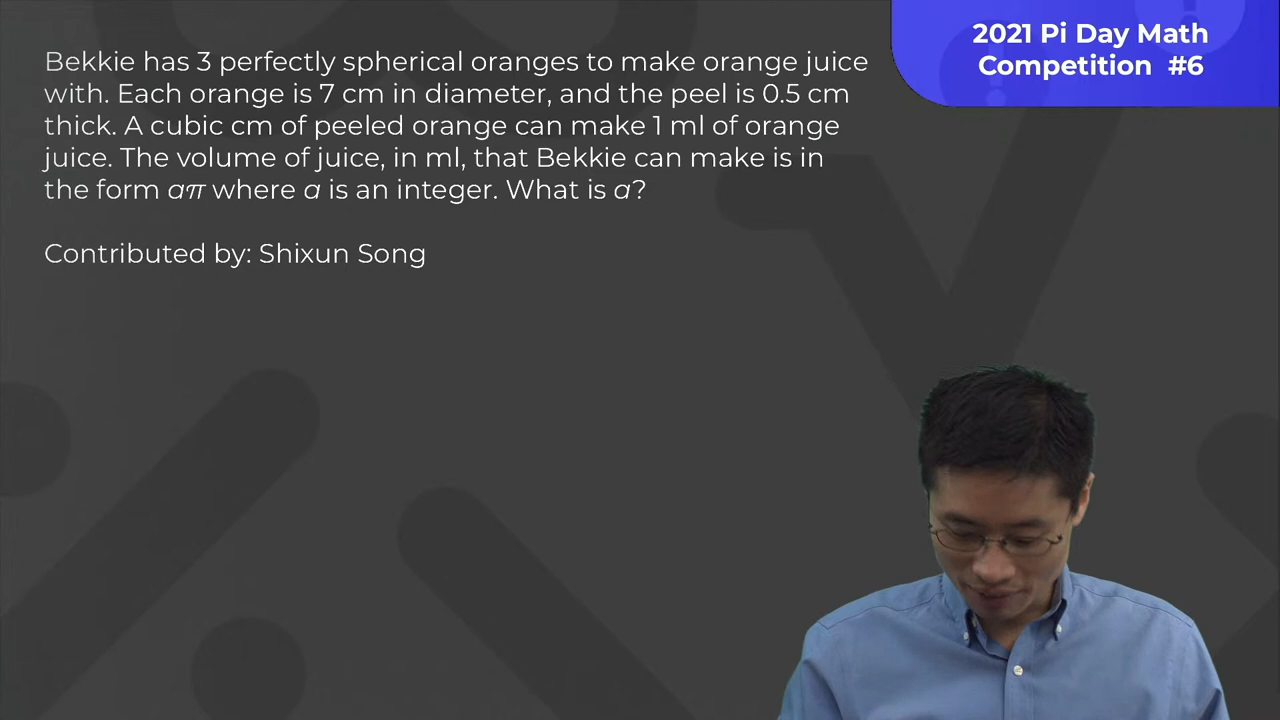 2021 Pi Day Math
Competition #6
Bekkie has 3 perfectly spherical oranges to make orange juice
with. Each orange is 7 cm in diameter, and the peel is 0.5 cm
thick. A cubic cm of peeled orange can make 1 ml of orange
juice. The volume of juice, in ml, that Bekkie can make is in
the form aπ where a is an integer. What is a?
Contributed by: Shixun Song